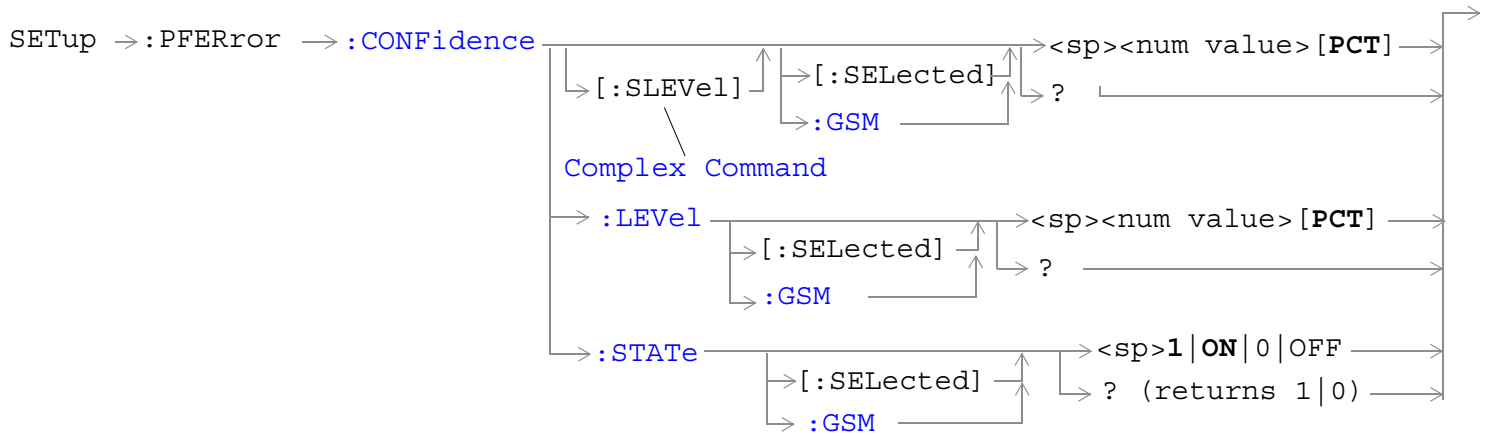 SETup :PFERror :CONFidence <sp><num value>[PCT]
[:SLEVel] [:SELected] ?
:GSM
Complex Command
:LEVel <sp><num value>[PCT]
[:SELected] ?
:GSM
:STATe <sp>1|ON|0|OFF
[:SELected] ? (returns 1|0)
:GSM